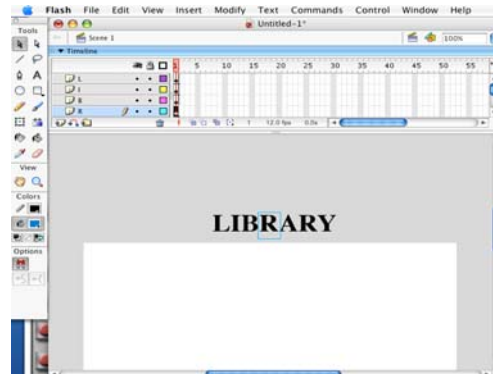 Flash File Edit View Insert Modify Text Commands Control Window Help
Untitled-1*
Tools
Scene 1
100%
Timeline
1 5 10 15 20 25 30 35 40 45 50 55
L
I
B
R
1 12.0 fps 0.0s
View
Colors
Options
LIBRARY